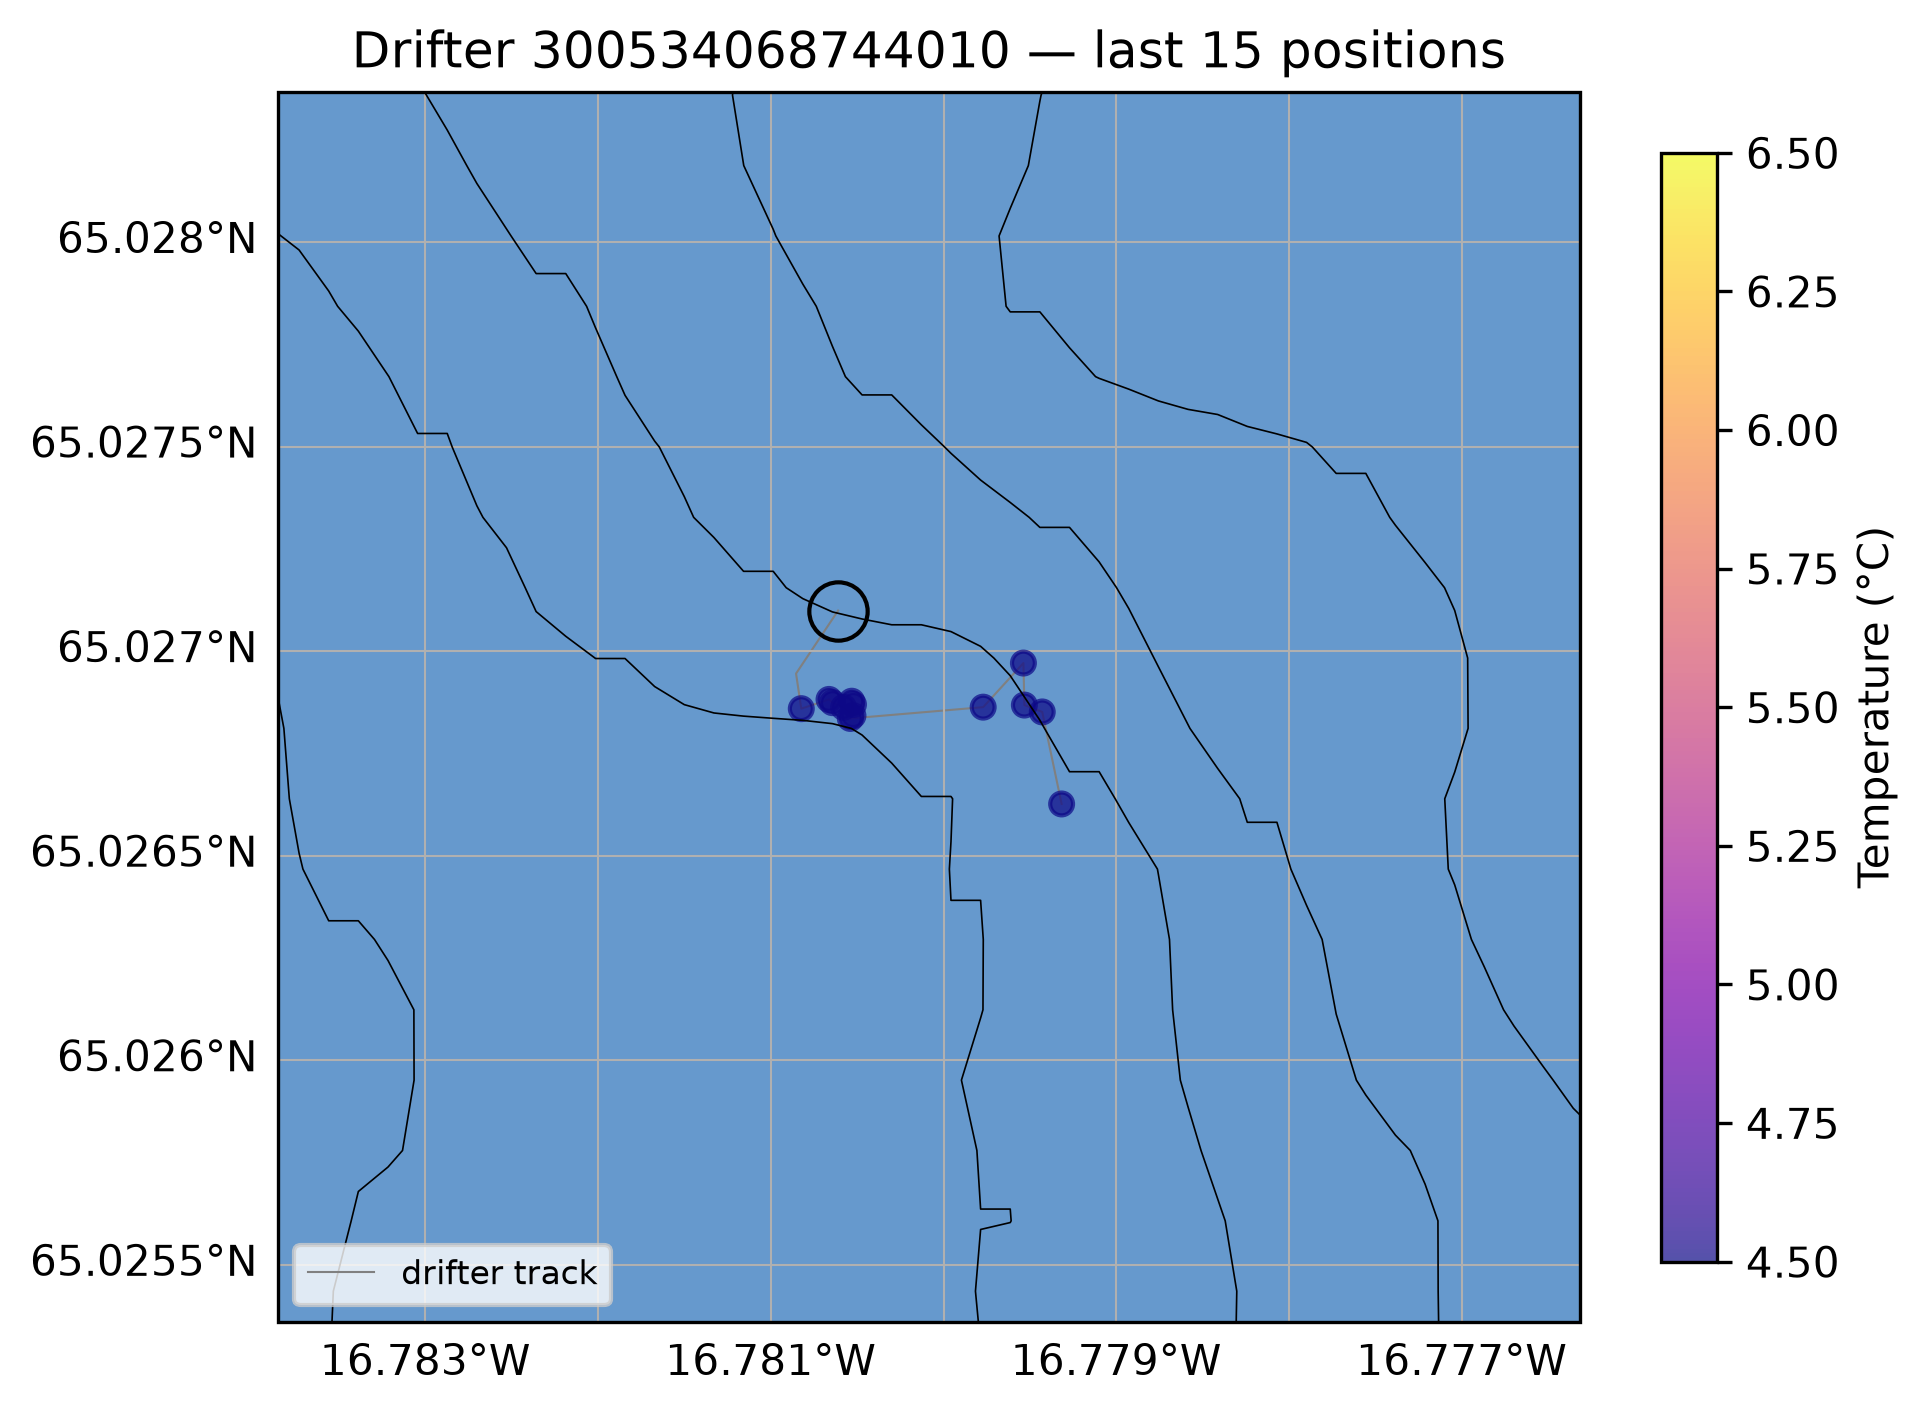 Drifter 300534068744010 — last 15 positions
65.028°N
65.0275°N
65.027°N
65.0265°N
65.026°N
65.0255°N
16.783°W
16.781°W
16.779°W
16.777°W
drifter track
6.50
6.25
6.00
5.75
5.50
5.25
5.00
4.75
4.50
Temperature (°C)